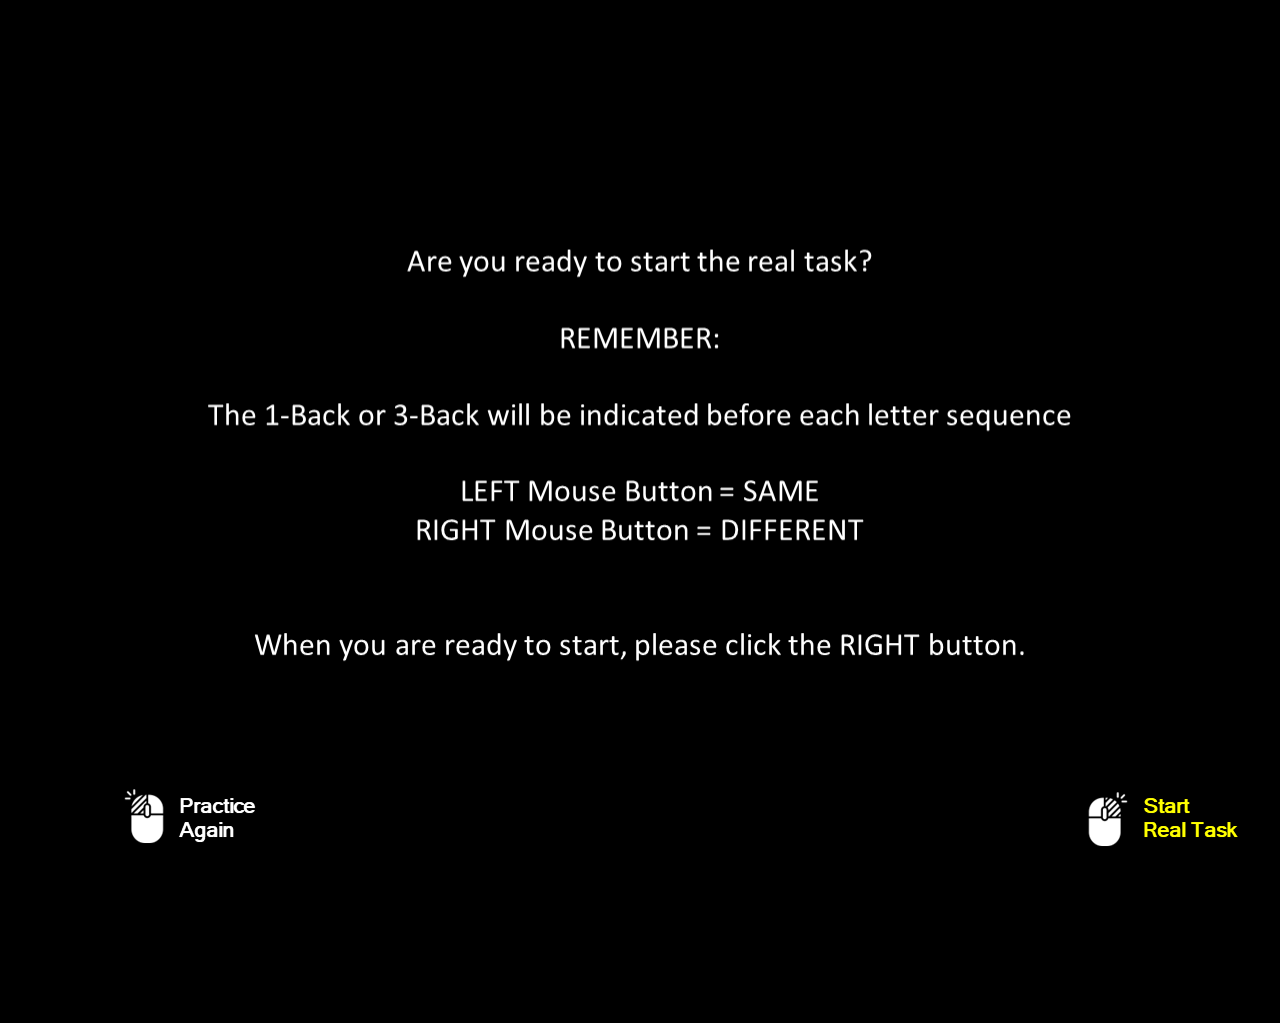 Are you ready to start the real task?
REMEMBER:
The 1-Back or 3-Back will be indicated before each letter sequence
LEFT Mouse Button = SAME
RIGHT Mouse Button = DIFFERENT
When you are ready to start, please click the RIGHT button.
Practice
Again
Start
Real Task